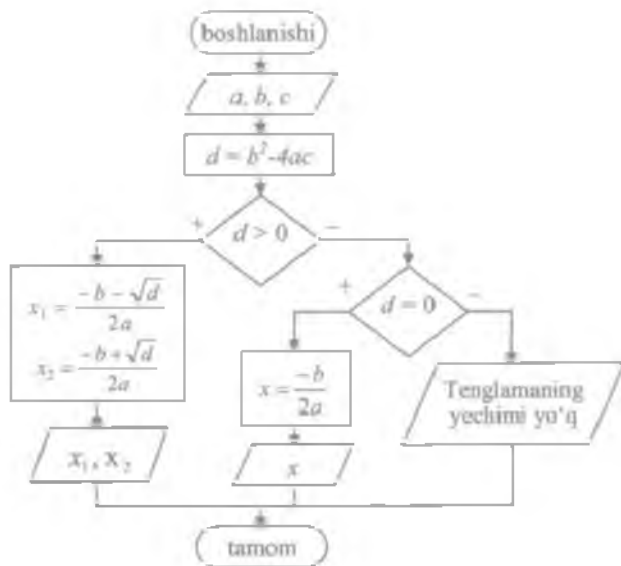 boshlanishi
a, b, c
d = b²-4ac
+
d > 0
−
x₁ = (-b - √d)/2a
x₂ = (-b + √d)/2a
+
d = 0
−
x = -b/2a
Tenglamaning
yechimi yo‘q
x₁, x₂
x
tamom